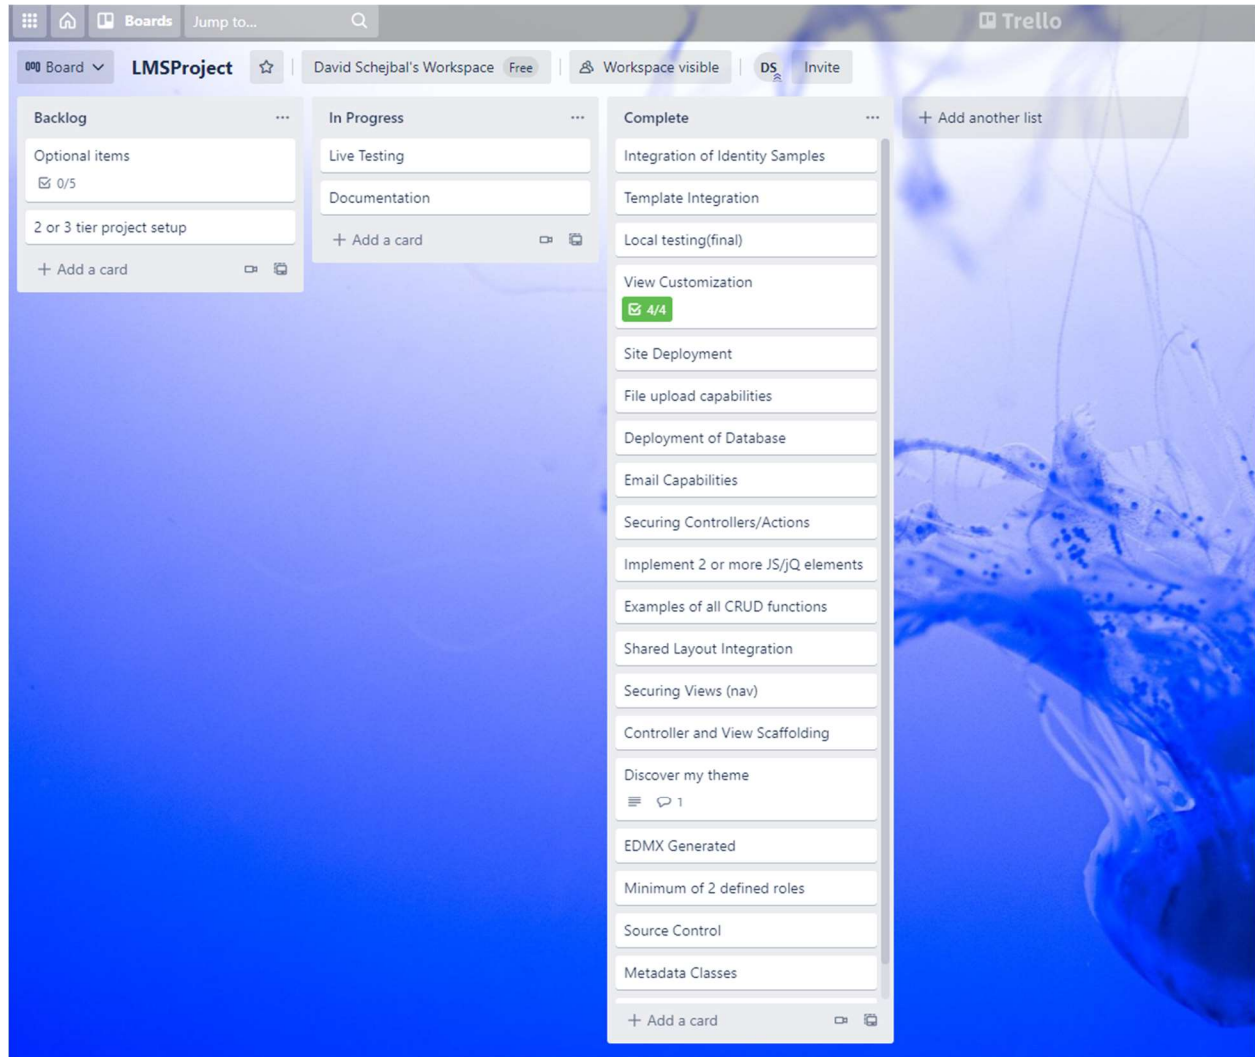 Boards
Jump to...
Trello
Board
LMSProject
David Schejbal's Workspace Free
Workspace visible
DS
Invite
Backlog
Optional items
0/5
2 or 3 tier project setup
+ Add a card
In Progress
Live Testing
Documentation
+ Add a card
Complete
Integration of Identity Samples
Template Integration
Local testing(final)
View Customization
4/4
Site Deployment
File upload capabilities
Deployment of Database
Email Capabilities
Securing Controllers/Actions
Implement 2 or more JS/jQ elements
Examples of all CRUD functions
Shared Layout Integration
Securing Views (nav)
Controller and View Scaffolding
Discover my theme
1
EDMX Generated
Minimum of 2 defined roles
Source Control
Metadata Classes
+ Add a card
+ Add another list